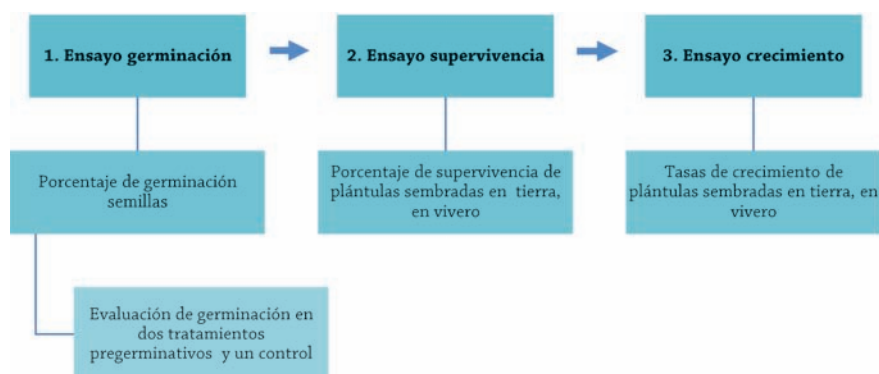 1. Ensayo germinación
2. Ensayo supervivencia
3. Ensayo crecimiento
Porcentaje de germinación
semillas
Porcentaje de supervivencia de
plántulas sembradas en tierra,
en vivero
Tasas de crecimiento de
plántulas sembradas en tierra, en
vivero
Evaluación de germinación en
dos tratamientos
pregerminativos y un control